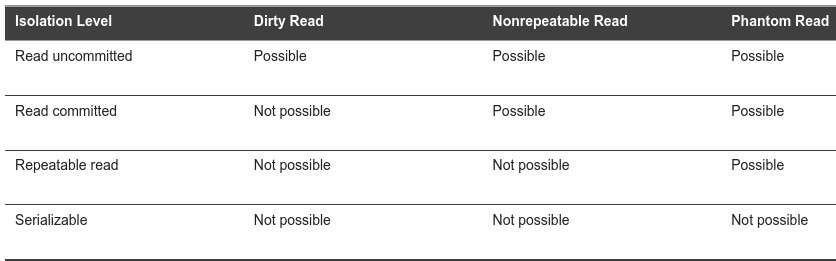 Isolation Level Dirty Read Nonrepeatable Read Phantom Read
Read uncommitted Possible Possible Possible
Read committed Not possible Possible Possible
Repeatable read Not possible Not possible Possible
Serializable Not possible Not possible Not possible